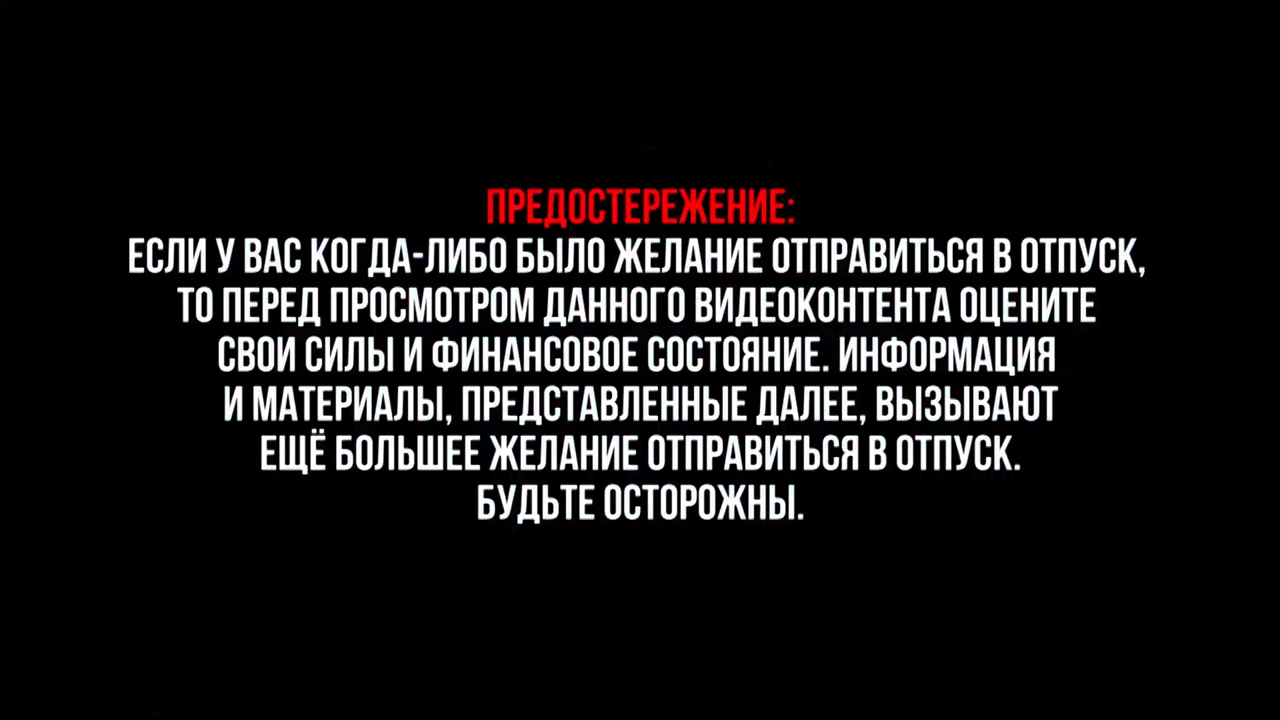 ПРЕДОСТЕРЕЖЕНИЕ:
ЕСЛИ У ВАС КОГДА-ЛИБО БЫЛО ЖЕЛАНИЕ ОТПРАВИТЬСЯ В ОТПУСК,
ТО ПЕРЕД ПРОСМОТРОМ ДАННОГО ВИДЕОКОНТЕНТА ОЦЕНИТЕ
СВОИ СИЛЫ И ФИНАНСОВОЕ СОСТОЯНИЕ. ИНФОРМАЦИЯ
И МАТЕРИАЛЫ, ПРЕДСТАВЛЕННЫЕ ДАЛЕЕ, ВЫЗЫВАЮТ
ЕЩЁ БОЛЬШЕЕ ЖЕЛАНИЕ ОТПРАВИТЬСЯ В ОТПУСК.
БУДЬТЕ ОСТОРОЖНЫ.